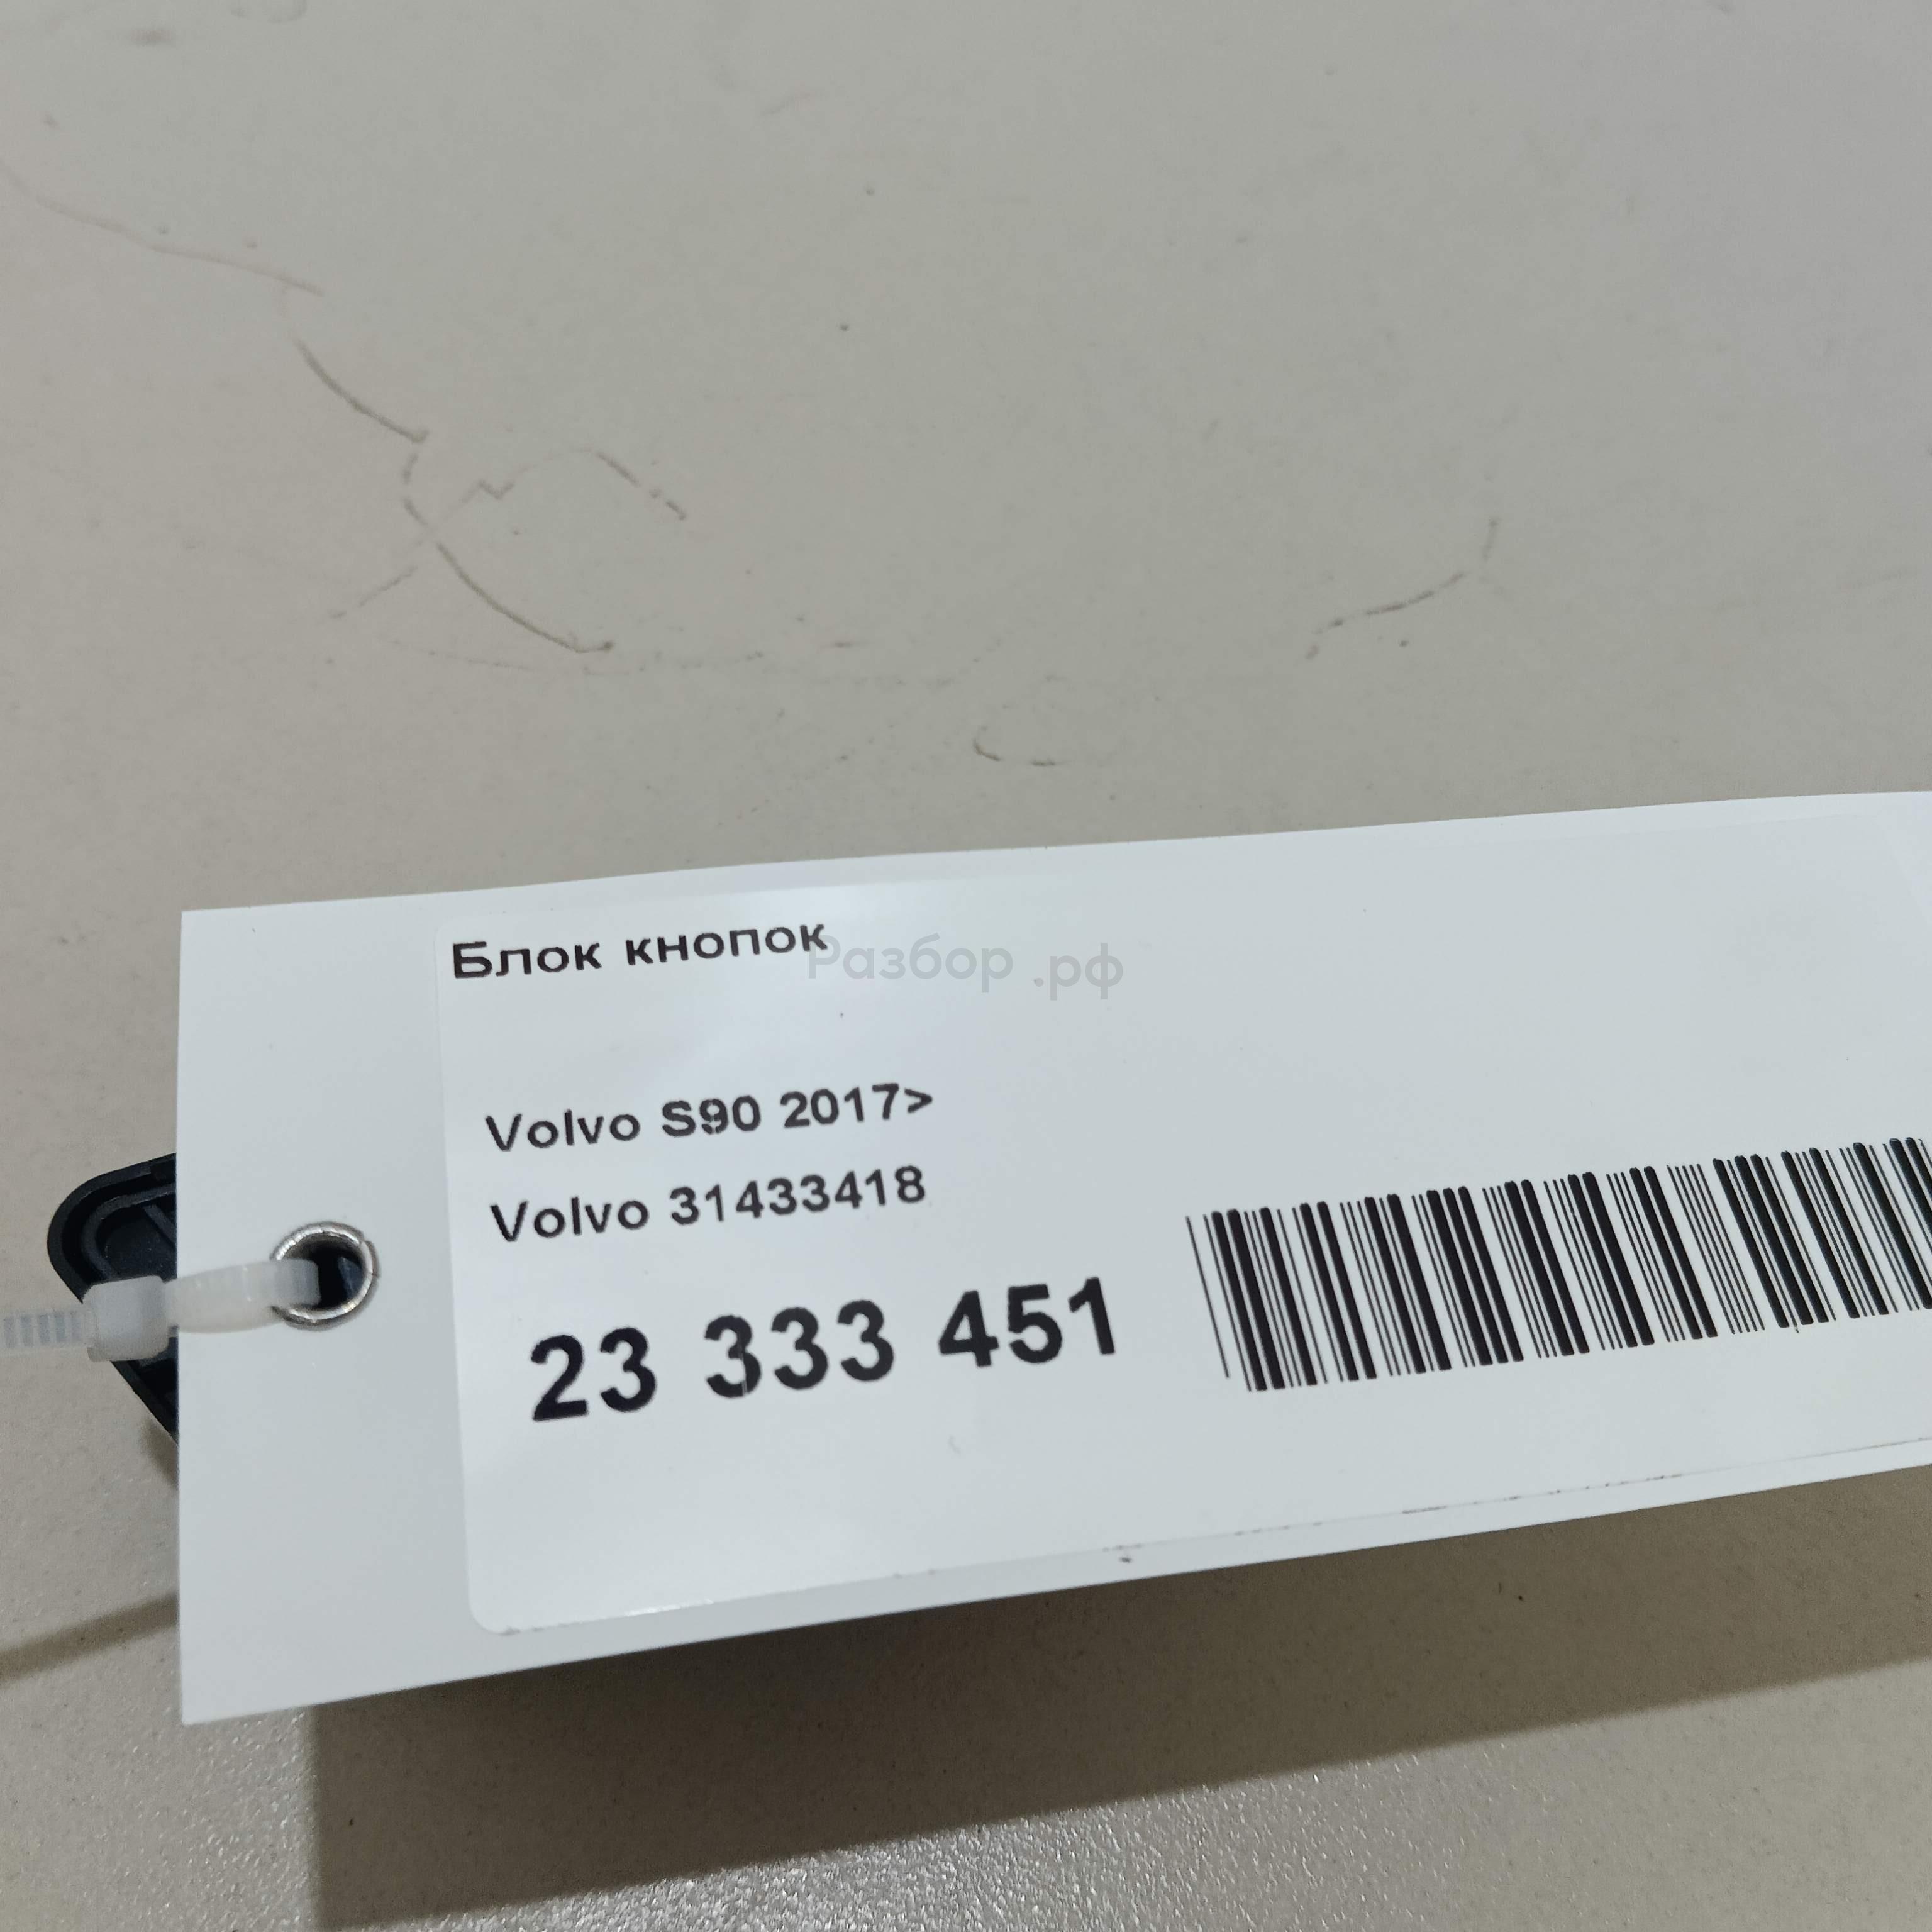 Блок кнопок
Разбор.рф
Volvo S90 2017>
Volvo 31433418
23 333 451